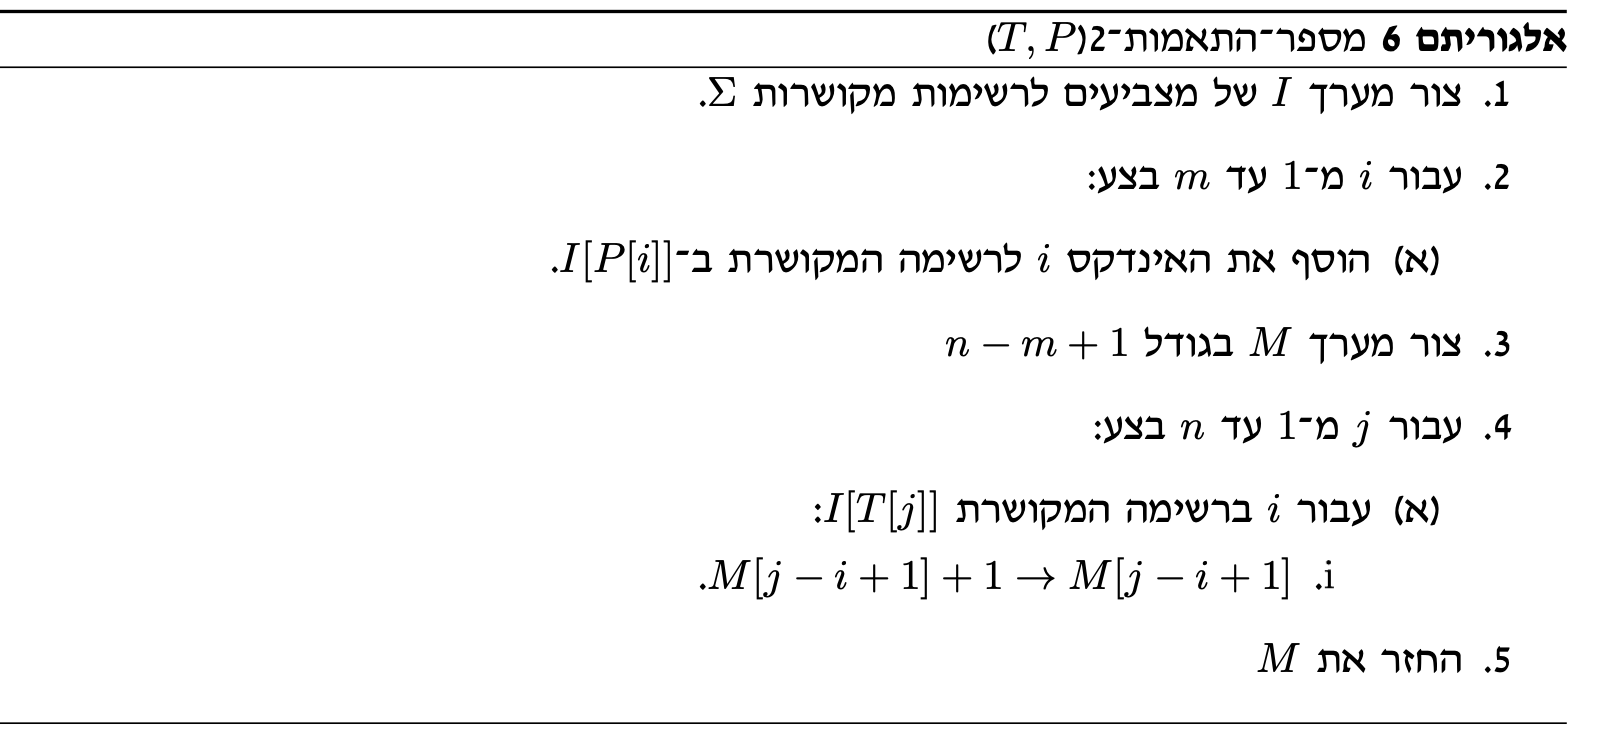 אלגוריתם 6 מספר־התאמות־2(T, P)
1. צור מערך I של מצביעים לרשימות מקושרות Σ.
2. עבור i מ־1 עד m בצע:
(א) הוסף את האינדקס i לרשימה המקושרת ב־I[P[i]].
3. צור מערך M בגודל n − m + 1
4. עבור j מ־1 עד n בצע:
(א) עבור i ברשימה המקושרת I[T[j]]:
i. M[j − i + 1] + 1 → M[j − i + 1].
5. החזר את M